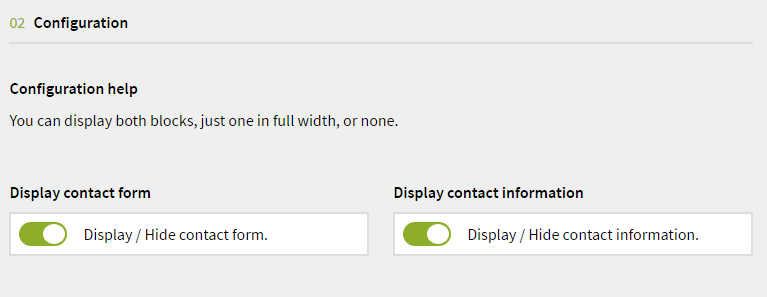 02 Configuration
Configuration help
You can display both blocks, just one in full width, or none.
Display contact form
Display contact information
Display / Hide contact form.
Display / Hide contact information.